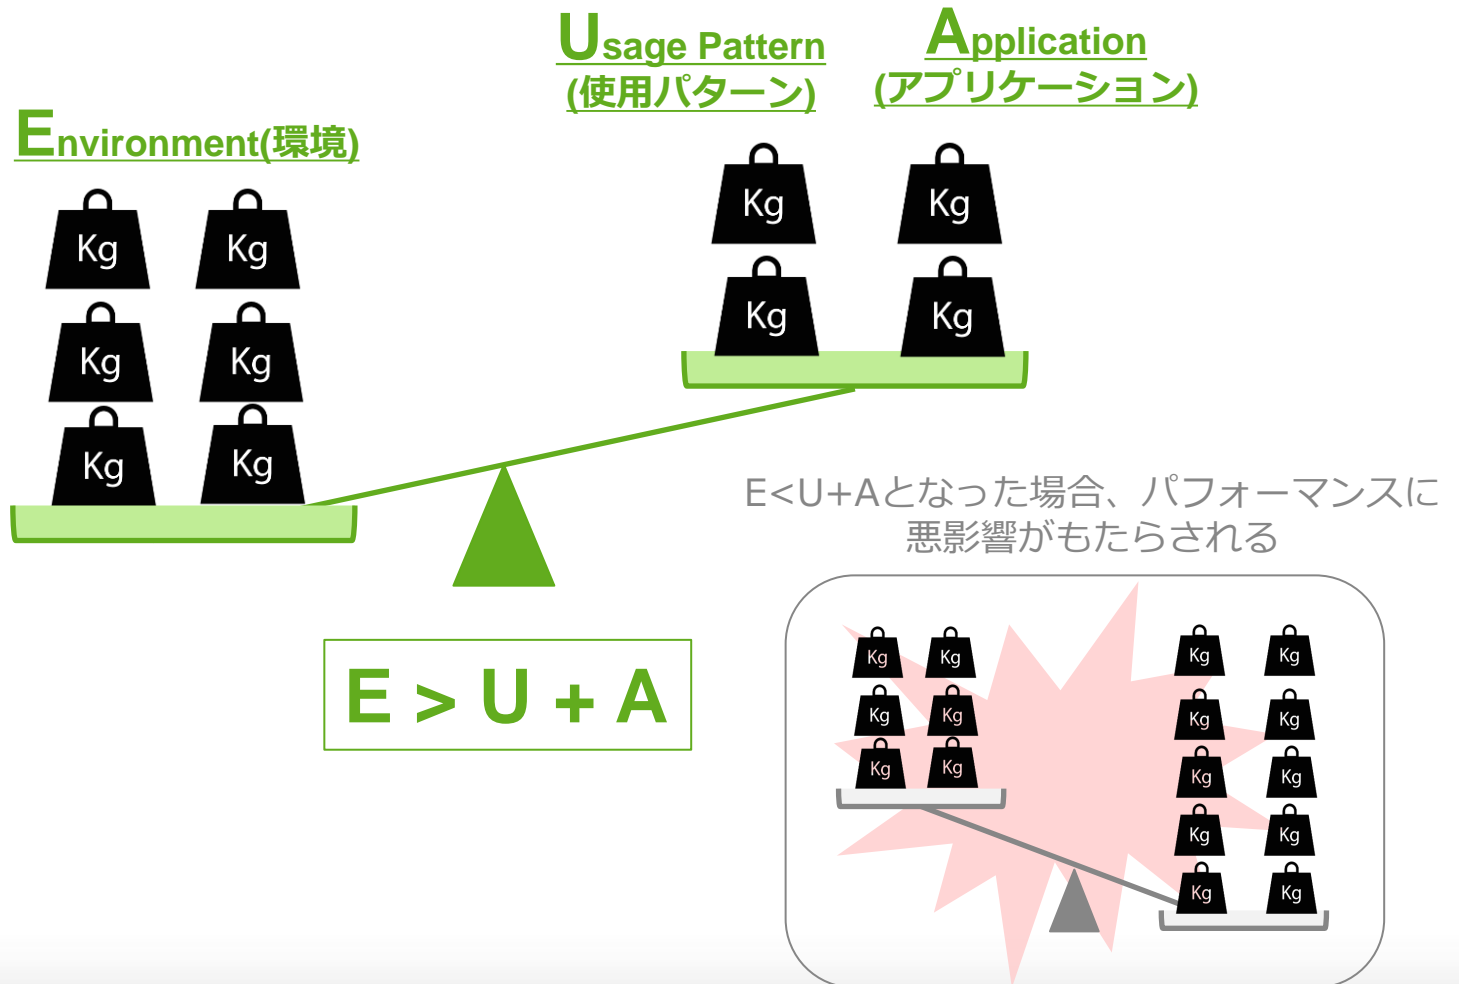 Usage Pattern
(使用パターン)
Application
(アプリケーション)
Environment(環境)
Kg Kg
Kg Kg
Kg Kg
Kg Kg
Kg Kg
E > U + A
E<U+Aとなった場合、パフォーマンスに
悪影響がもたらされる
Kg Kg
Kg Kg
Kg Kg
Kg Kg
Kg Kg
Kg Kg
Kg Kg
Kg Kg